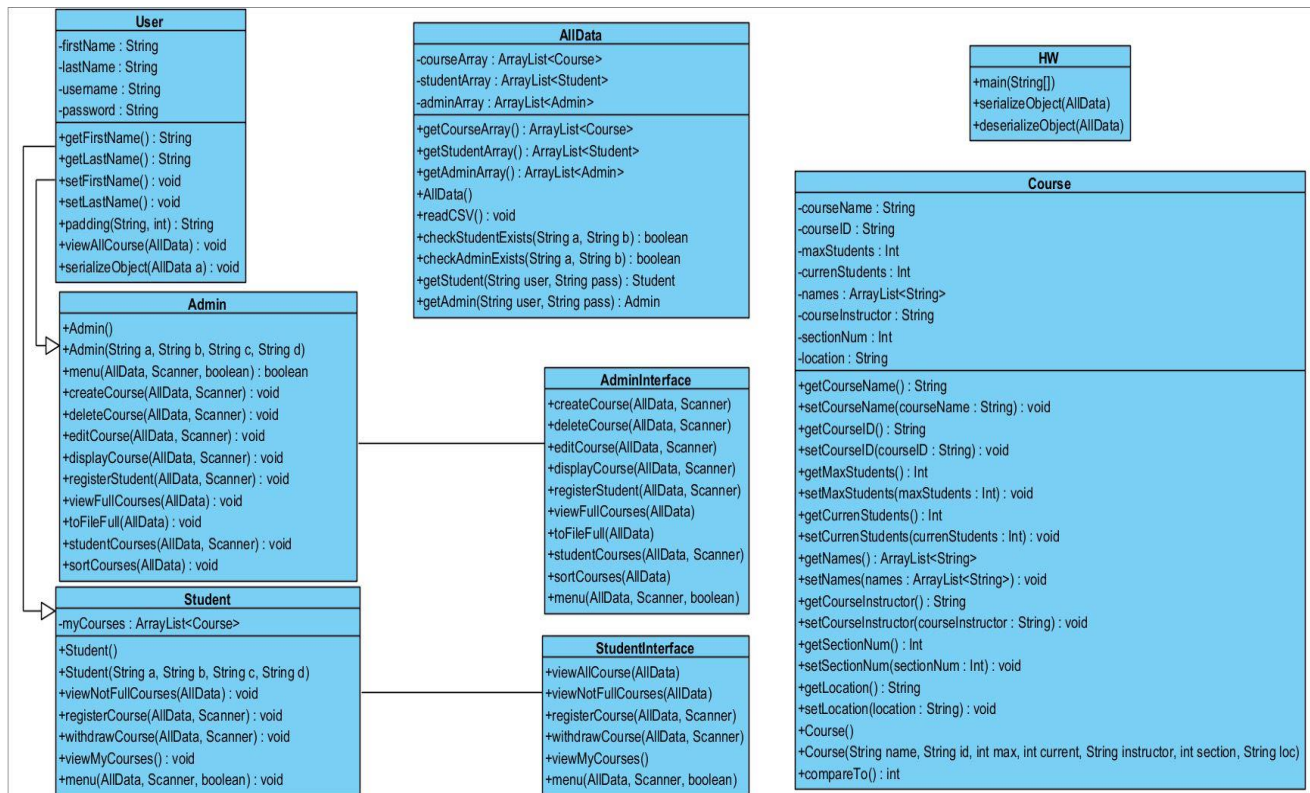 User
-firstName : String
-lastName : String
-username : String
-password : String
+getFirstName() : String
+getLastName() : String
+setFirstName() : void
+setLastName() : void
+padding(String, int) : String
+viewAllCourse(AllData) : void
+serializeObject(AllData a) : void
Admin
+Admin()
+Admin(String a, String b, String c, String d)
+menu(AllData, Scanner, boolean) : boolean
+createCourse(AllData, Scanner) : void
+deleteCourse(AllData, Scanner) : void
+editCourse(AllData, Scanner) : void
+displayCourse(AllData, Scanner) : void
+registerStudent(AllData, Scanner) : void
+viewFullCourses(AllData) : void
+toFileFull(AllData) : void
+studentCourses(AllData, Scanner) : void
+sortCourses(AllData) : void
Student
-myCourses : ArrayList<Course>
+Student()
+Student(String a, String b, String c, String d)
+viewNotFullCourses(AllData) : void
+registerCourse(AllData, Scanner) : void
+withdrawCourse(AllData, Scanner) : void
+viewMyCourses() : void
+menu(AllData, Scanner, boolean) : void
AllData
-courseArray : ArrayList<Course>
-studentArray : ArrayList<Student>
-adminArray : ArrayList<Admin>
+getCourseArray() : ArrayList<Course>
+getStudentArray() : ArrayList<Student>
+getAdminArray() : ArrayList<Admin>
+AllData()
+readCSV() : void
+checkStudentExists(String a, String b) : boolean
+checkAdminExists(String a, String b) : boolean
+getStudent(String user, String pass) : Student
+getAdmin(String user, String pass) : Admin
AdminInterface
+createCourse(AllData, Scanner)
+deleteCourse(AllData, Scanner)
+editCourse(AllData, Scanner)
+displayCourse(AllData, Scanner)
+registerStudent(AllData, Scanner)
+viewFullCourses(AllData)
+toFileFull(AllData)
+studentCourses(AllData, Scanner)
+sortCourses(AllData)
+menu(AllData, Scanner, boolean)
StudentInterface
+viewAllCourse(AllData)
+viewNotFullCourses(AllData)
+registerCourse(AllData, Scanner)
+withdrawCourse(AllData, Scanner)
+viewMyCourses()
+menu(AllData, Scanner, boolean)
HW
+main(String[])
+serializeObject(AllData)
+deserializeObject(AllData)
Course
-courseName : String
-courseID : String
-maxStudents : Int
-currenStudents : Int
-names : ArrayList<String>
-courseInstructor : String
-sectionNum : Int
-location : String
+getCourseName() : String
+setCourseName(courseName : String) : void
+getCourseID() : String
+setCourseID(courseID : String) : void
+getMaxStudents() : Int
+setMaxStudents(maxStudents : Int) : void
+getCurrenStudents() : Int
+setCurrenStudents(currenStudents : Int) : void
+getNames() : ArrayList<String>
+setNames(names : ArrayList<String>) : void
+getCourseInstructor() : String
+setCourseInstructor(courseInstructor : String) : void
+getSectionNum() : Int
+setSectionNum(sectionNum : Int) : void
+getLocation() : String
+setLocation(location : String) : void
+Course()
+Course(String name, String id, int max, int current, String instructor, int section, String loc)
+compareTo() : int